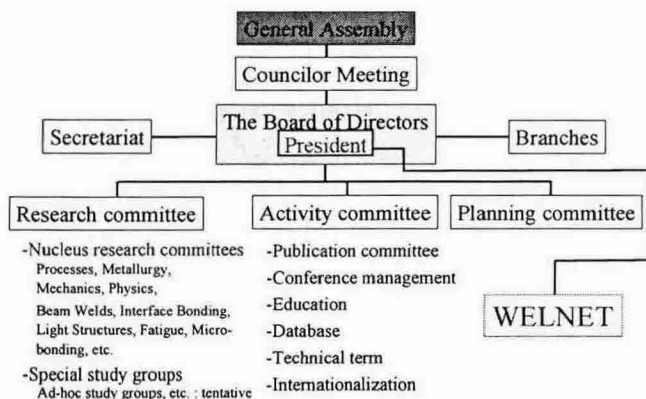 General Assembly
Councilor Meeting
Secretariat
The Board of Directors
President
Branches
Research committee
Activity committee
Planning committee
-Nucleus research committees
Processes, Metallurgy,
Mechanics, Physics,
Beam Welds, Interface Bonding,
Light Structures, Fatigue, Micro-
bonding, etc.
-Special study groups
Ad-hoc study groups, etc. : tentative
-Publication committee
-Conference management
-Education
-Database
-Technical term
-Internationalization
WELNET